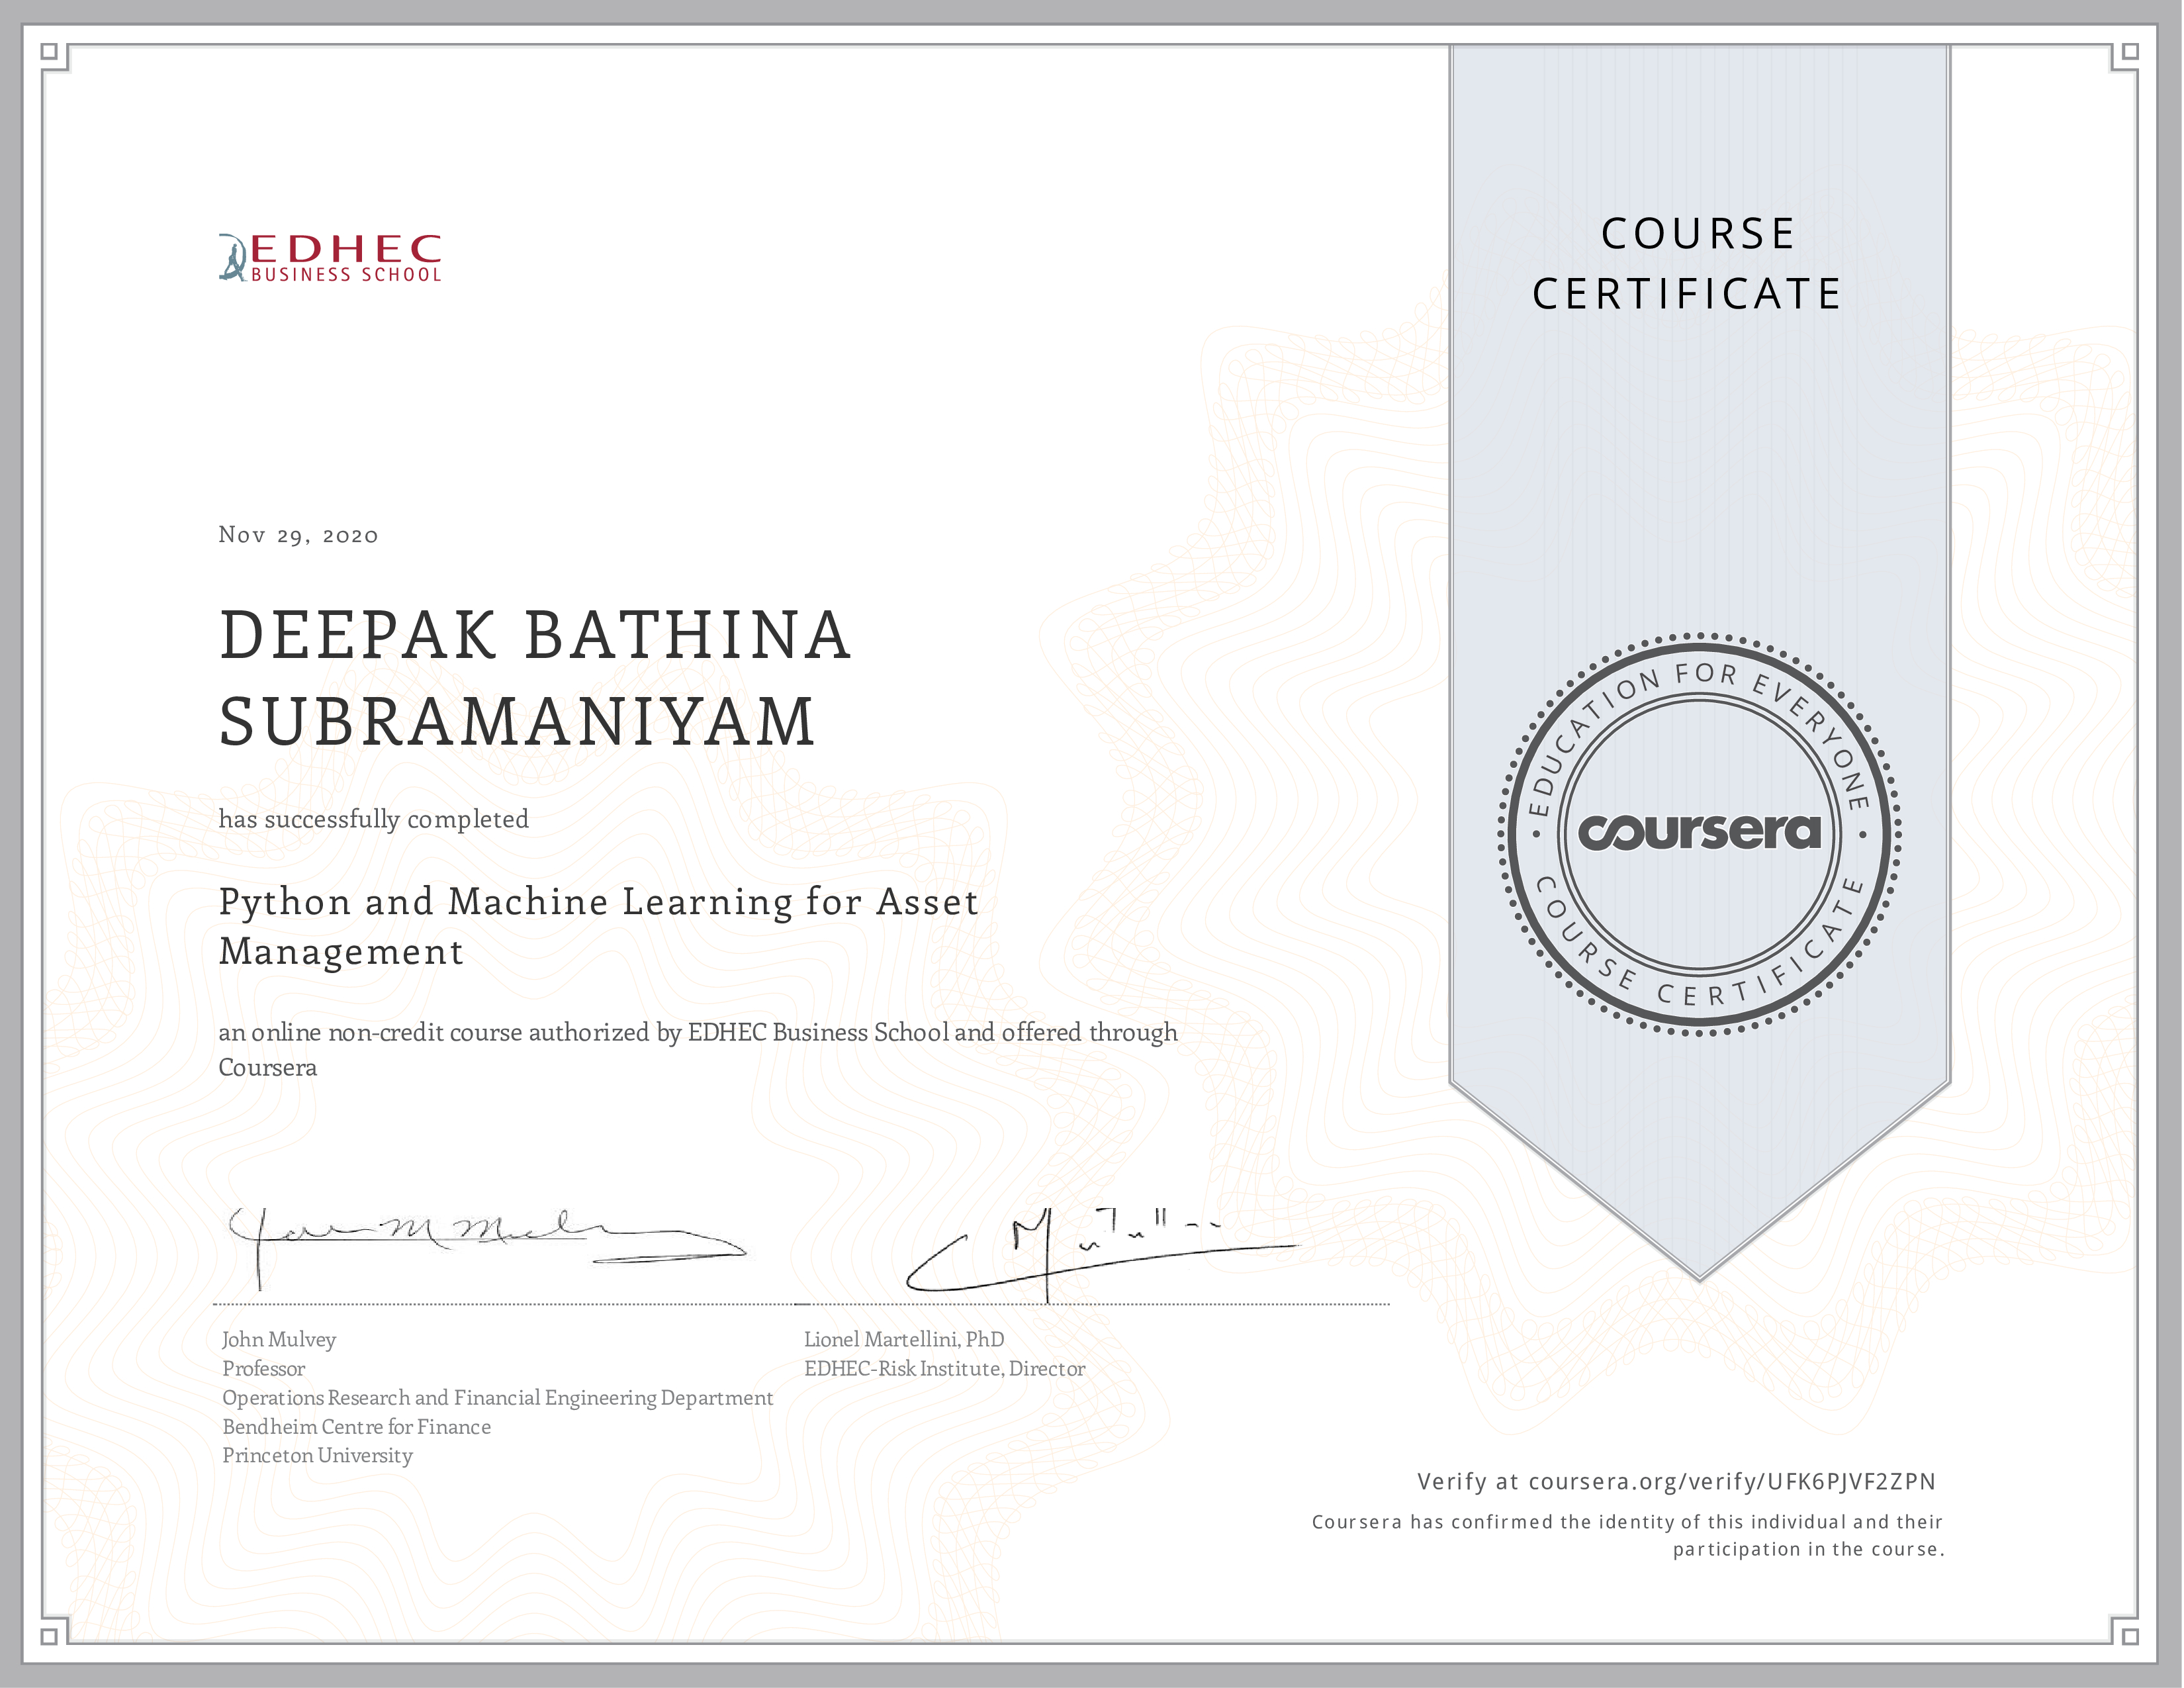 EDHEC
BUSINESS SCHOOL
COURSE
CERTIFICATE
Nov 29, 2020
DEEPAK BATHINA
SUBRAMANIYAM
has successfully completed
Python and Machine Learning for Asset
Management
an online non-credit course authorized by EDHEC Business School and offered through
Coursera
EDUCATION FOR EVERYONE
coursera
COURSE CERTIFICATE
John Mulvey
Professor
Operations Research and Financial Engineering Department
Bendheim Centre for Finance
Princeton University
Lionel Martellini, PhD
EDHEC-Risk Institute, Director
Verify at coursera.org/verify/UFK6PJVF2ZPN
Coursera has confirmed the identity of this individual and their
participation in the course.